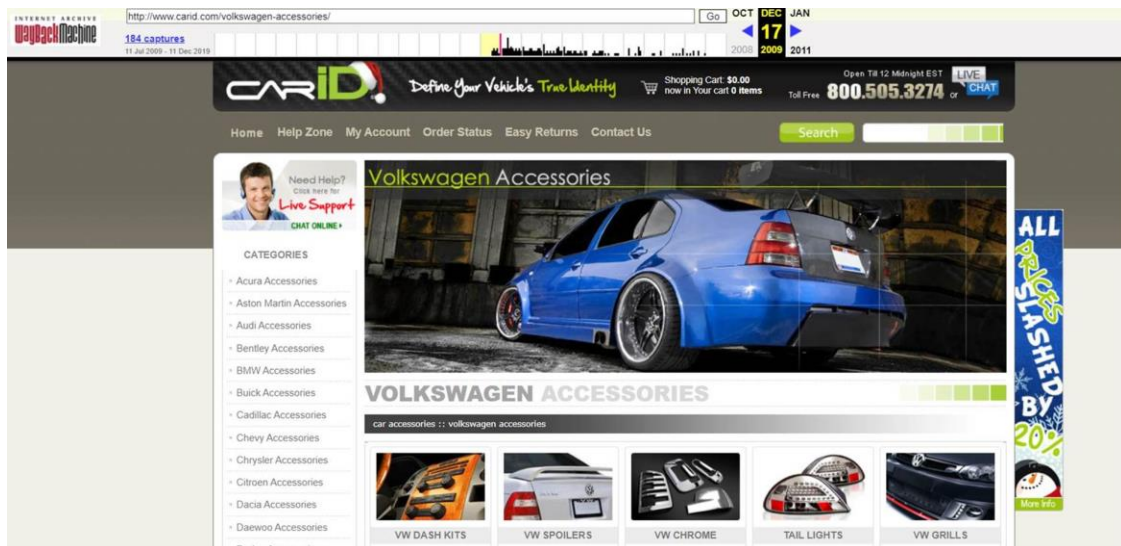 INTERNET ARCHIVE
WayBackMachine
http://www.carid.com/volkswagen-accessories/
Go
OCT DEC JAN
184 captures
17
11 Jul 2009 - 11 Dec 2019
2008 2009 2011
CARiD
Define Your Vehicle's True Identity
Shopping Cart: $0.00
now in Your cart 0 items
Open Till 12 Midnight EST
Toll Free 800.505.3274 or
LIVE
CHAT
Home Help Zone My Account Order Status Easy Returns Contact Us
Search
Need Help?
Click here for
Live Support
CHAT ONLINE
Volkswagen Accessories
CATEGORIES
Acura Accessories
Aston Martin Accessories
Audi Accessories
Bentley Accessories
BMW Accessories
Buick Accessories
Cadillac Accessories
Chevy Accessories
Chrysler Accessories
Citroen Accessories
Dacia Accessories
Daewoo Accessories
VOLKSWAGEN ACCESSORIES
car accessories :: volkswagen accessories
VW DASH KITS
VW SPOILERS
VW CHROME
TAIL LIGHTS
VW GRILLS
ALL
PRICES
SLASHED
BY
20%
More Info